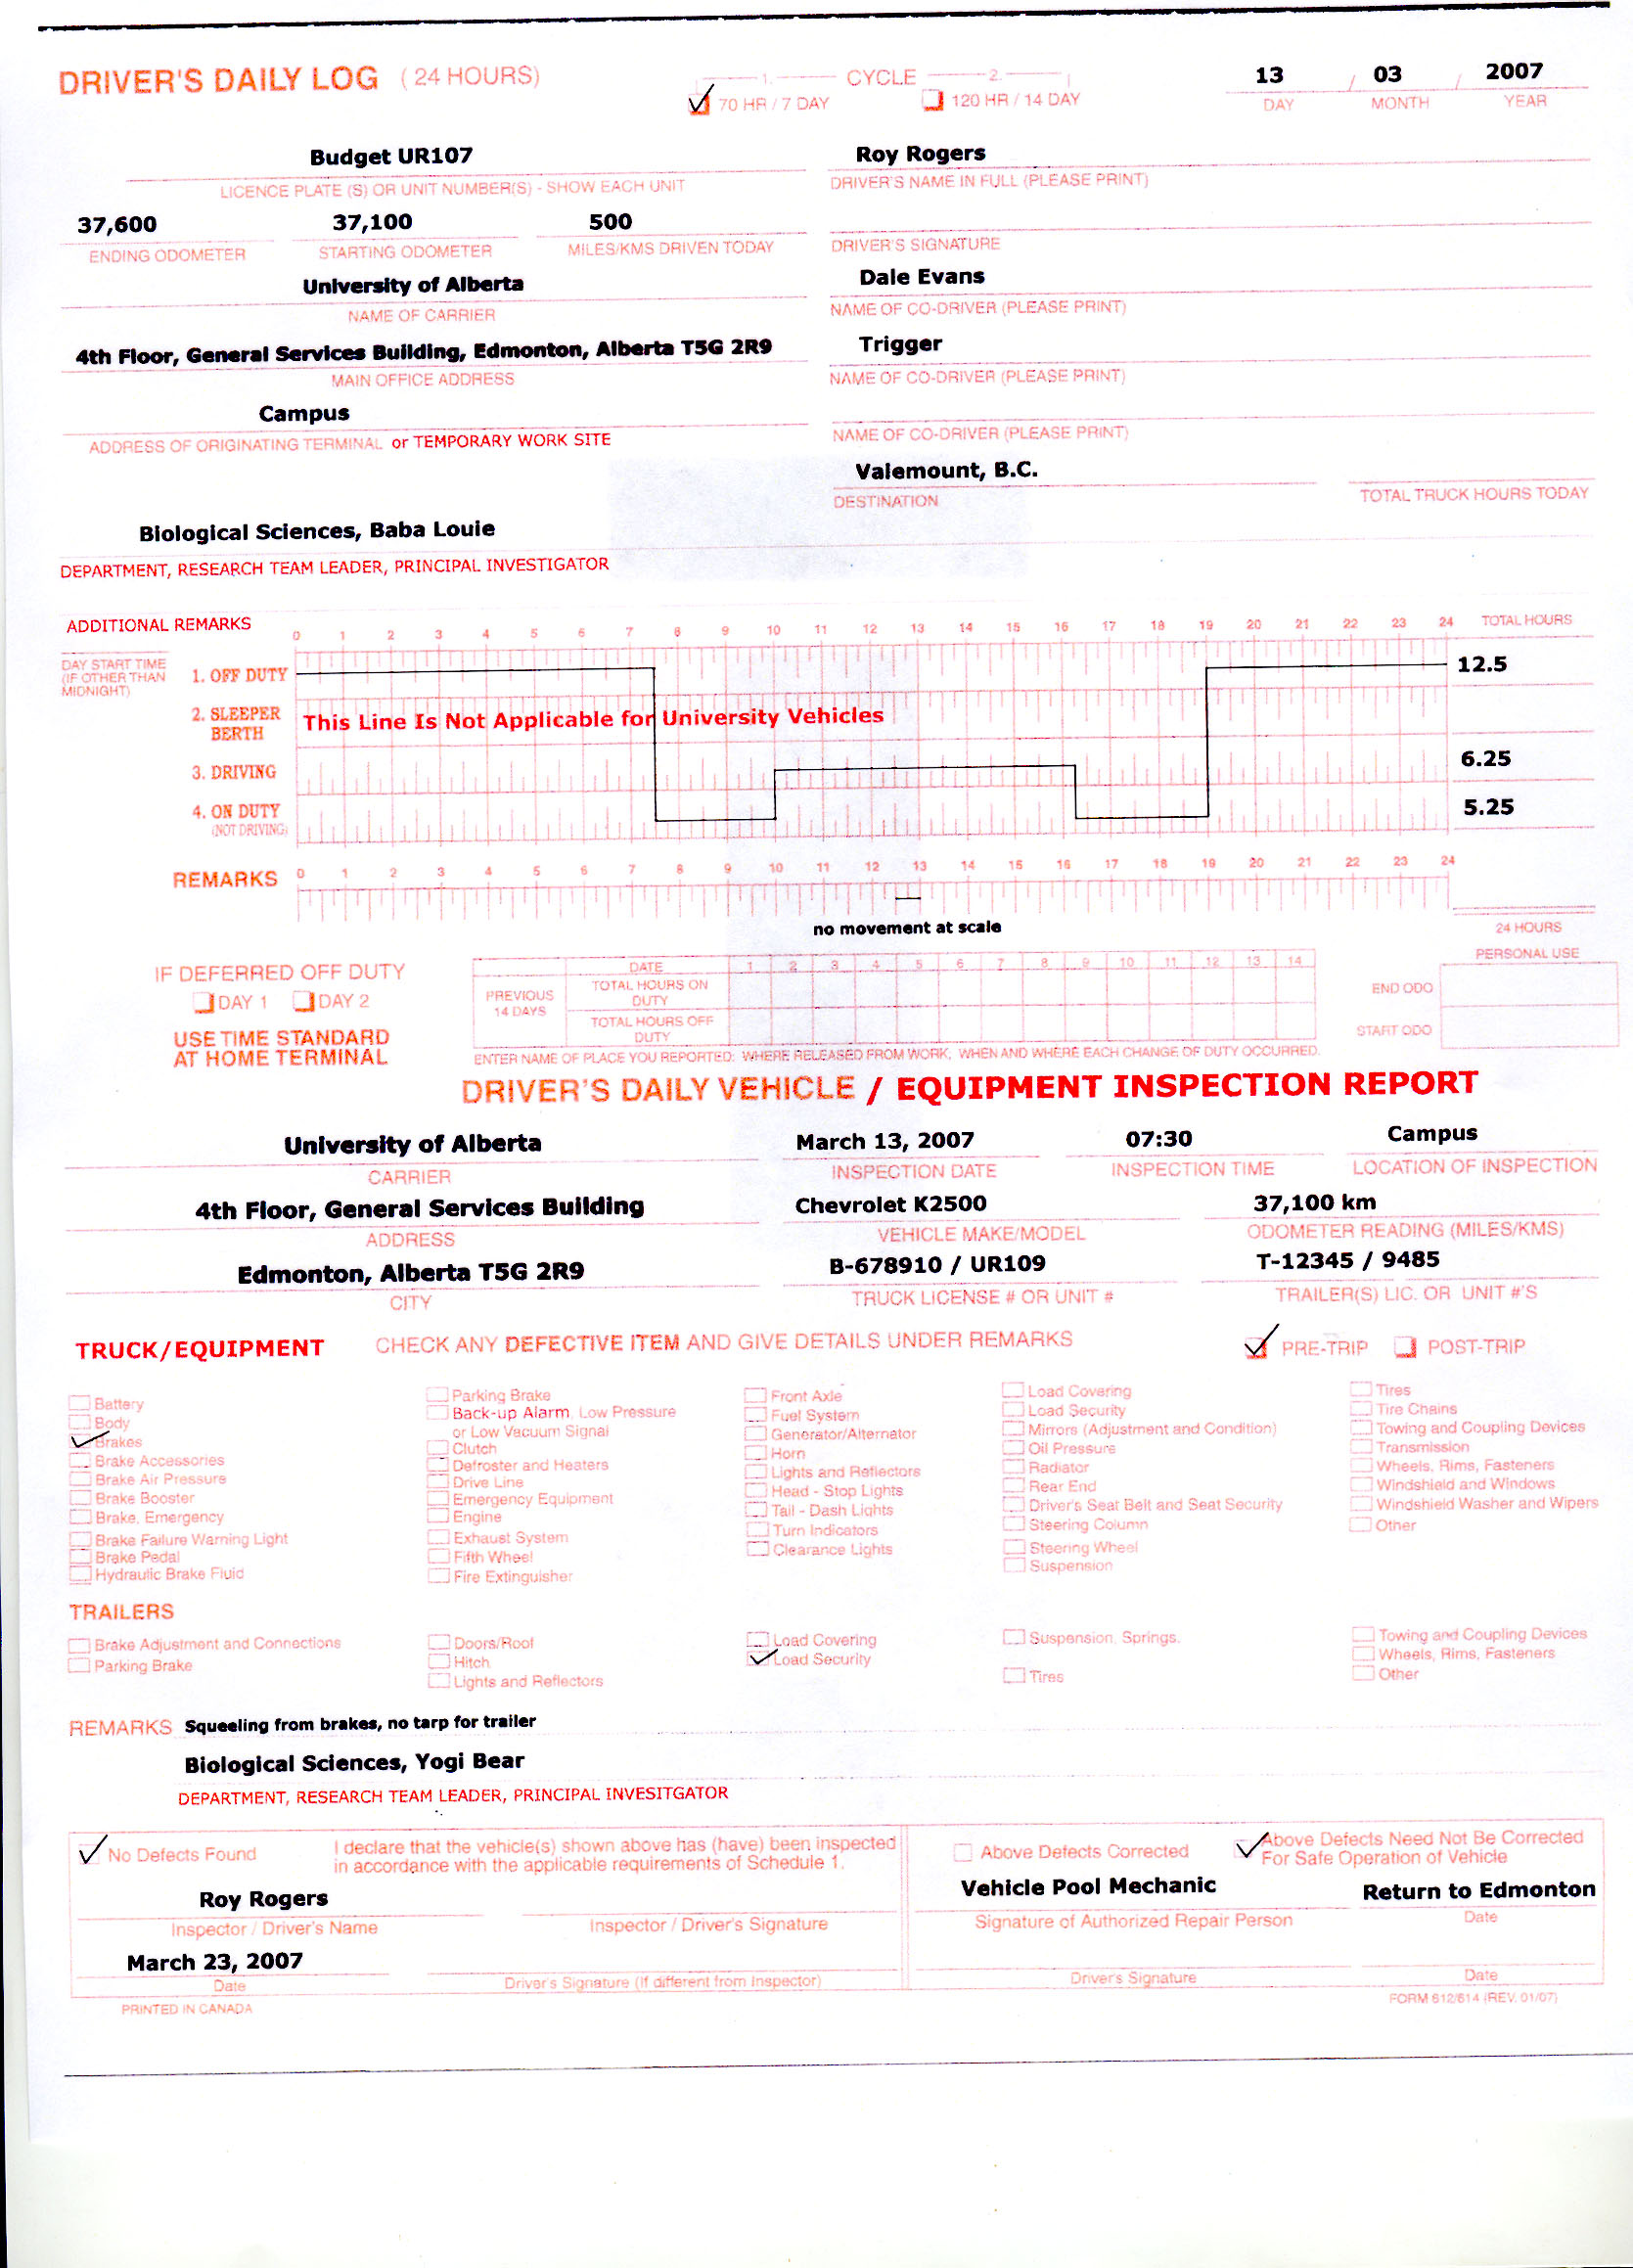 DRIVER'S DAILY LOG (24 HOURS)
1. CYCLE 2.
70 HR / 7 DAY 120 HR / 14 DAY
13 / 03 / 2007
DAY MONTH YEAR
Budget UR107
LICENCE PLATE (S) OR UNIT NUMBER(S) - SHOW EACH UNIT
Roy Rogers
DRIVER'S NAME IN FULL (PLEASE PRINT)
37,600 37,100 500
ENDING ODOMETER STARTING ODOMETER MILES/KMS DRIVEN TODAY
DRIVER'S SIGNATURE
University of Alberta
NAME OF CARRIER
Dale Evans
NAME OF CO-DRIVER (PLEASE PRINT)
4th Floor, General Services Building, Edmonton, Alberta T5G 2R9
MAIN OFFICE ADDRESS
Trigger
NAME OF CO-DRIVER (PLEASE PRINT)
Campus
ADDRESS OF ORIGINATING TERMINAL or TEMPORARY WORK SITE
NAME OF CO-DRIVER (PLEASE PRINT)
Valemount, B.C.
DESTINATION
TOTAL TRUCK HOURS TODAY
Biological Sciences, Baba Louie
DEPARTMENT, RESEARCH TEAM LEADER, PRINCIPAL INVESTIGATOR
ADDITIONAL REMARKS
0 1 2 3 4 5 6 7 8 9 10 11 12 13 14 15 16 17 18 19 20 21 22 23 24 TOTAL HOURS
DAY START TIME
(IF OTHER THAN
MIDNIGHT)
1. OFF DUTY 12.5
2. SLEEPER
BERTH
This Line Is Not Applicable for University Vehicles
3. DRIVING 6.25
4. ON DUTY 5.25
(NOT DRIVING)
REMARKS 0 1 2 3 4 5 6 7 8 9 10 11 12 13 14 15 16 17 18 19 20 21 22 23 24
no movement at scale
24 HOURS
IF DEFERRED OFF DUTY
DAY 1 DAY 2
USE TIME STANDARD
AT HOME TERMINAL
PREVIOUS
14 DAYS
DATE 1 2 3 4 5 6 7 8 9 10 11 12 13 14
TOTAL HOURS ON
DUTY
TOTAL HOURS OFF
DUTY
PERSONAL USE
END ODO
START ODO
ENTER NAME OF PLACE YOU REPORTED: WHERE RELEASED FROM WORK, WHEN AND WHERE EACH CHANGE OF DUTY OCCURRED.
DRIVER'S DAILY VEHICLE / EQUIPMENT INSPECTION REPORT
University of Alberta March 13, 2007 07:30 Campus
CARRIER INSPECTION DATE INSPECTION TIME LOCATION OF INSPECTION
4th Floor, General Services Building Chevrolet K2500 37,100 km
ADDRESS VEHICLE MAKE/MODEL ODOMETER READING (MILES/KMS)
Edmonton, Alberta T5G 2R9 B-678910 / UR109 T-12345 / 9485
CITY TRUCK LICENSE # OR UNIT # TRAILER(S) LIC. OR UNIT #'S
TRUCK/EQUIPMENT CHECK ANY DEFECTIVE ITEM AND GIVE DETAILS UNDER REMARKS PRE-TRIP POST-TRIP
Battery
Body
Brakes
Brake Accessories
Brake Air Pressure
Brake Booster
Brake, Emergency
Brake Failure Warning Light
Brake Pedal
Hydraulic Brake Fluid
Parking Brake
Back-up Alarm, Low Pressure
or Low Vacuum Signal
Clutch
Defroster and Heaters
Drive Line
Emergency Equipment
Engine
Exhaust System
Fifth Wheel
Fire Extinguisher
Front Axle
Fuel System
Generator/Alternator
Horn
Lights and Reflectors
Head - Stop Lights
Tail - Dash Lights
Turn Indicators
Clearance Lights
Load Covering
Load Security
Mirrors (Adjustment and Condition)
Oil Pressure
Radiator
Rear End
Driver's Seat Belt and Seat Security
Steering Column
Steering Wheel
Suspension
Tires
Tire Chains
Towing and Coupling Devices
Transmission
Wheels, Rims, Fasteners
Windshield and Windows
Windshield Washer and Wipers
Other
TRAILERS
Brake Adjustment and Connections
Parking Brake
Doors/Roof
Hitch
Lights and Reflectors
Load Covering
Load Security
Suspension, Springs.
Tires
Towing and Coupling Devices
Wheels, Rims, Fasteners
Other
REMARKS Squeeling from brakes, no tarp for trailer
Biological Sciences, Yogi Bear
DEPARTMENT, RESEARCH TEAM LEADER, PRINCIPAL INVESITGATOR
No Defects Found
I declare that the vehicle(s) shown above has (have) been inspected
in accordance with the applicable requirements of Schedule 1.
Above Defects Corrected
Above Defects Need Not Be Corrected
For Safe Operation of Vehicle
Roy Rogers Vehicle Pool Mechanic Return to Edmonton
Inspector / Driver's Name Inspector / Driver's Signature Signature of Authorized Repair Person Date
March 23, 2007
Date Driver's Signature (if different from Inspector) Driver's Signature Date
PRINTED IN CANADA FORM 612/614 (REV. 01/07)